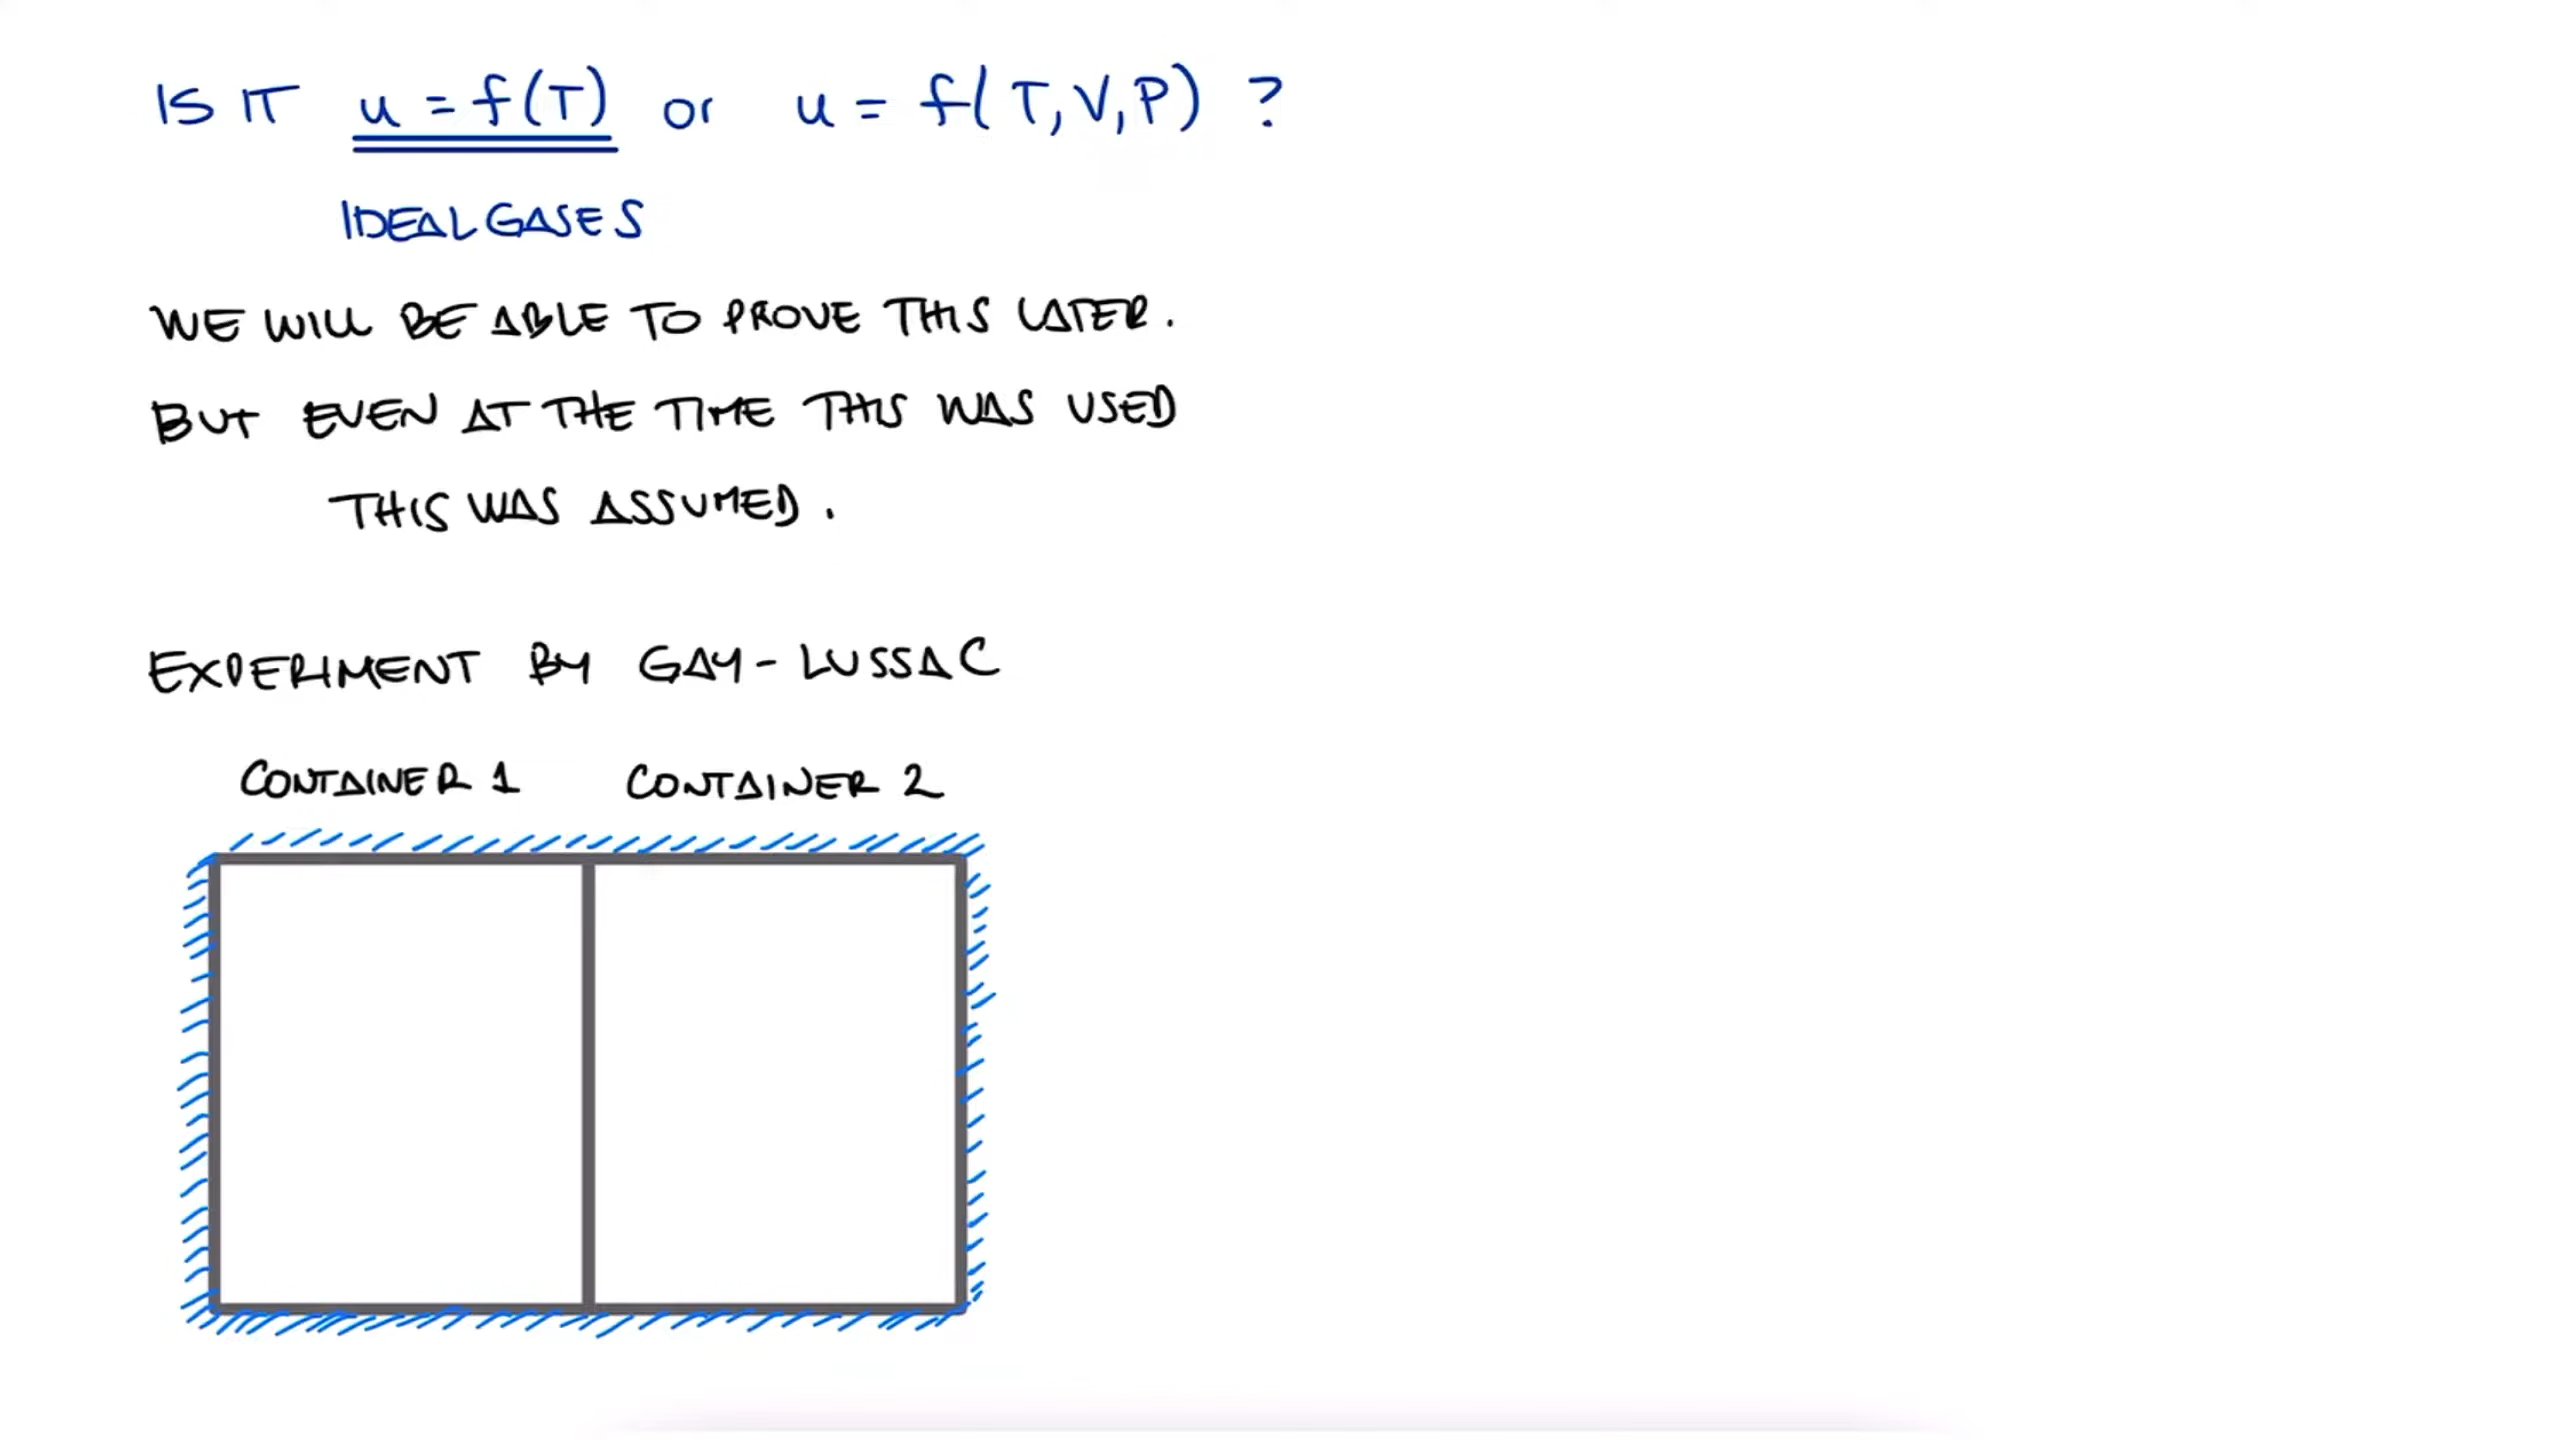 IS IT u = f(T) or u = f(T,V,P) ?
IDEAL GASES
WE WILL BE ABLE TO PROVE THIS LATER.
BUT EVEN AT THE TIME THIS WAS USED
THIS WAS ASSUMED.
EXPERIMENT BY GAY-LUSSAC
CONTAINER 1 CONTAINER 2